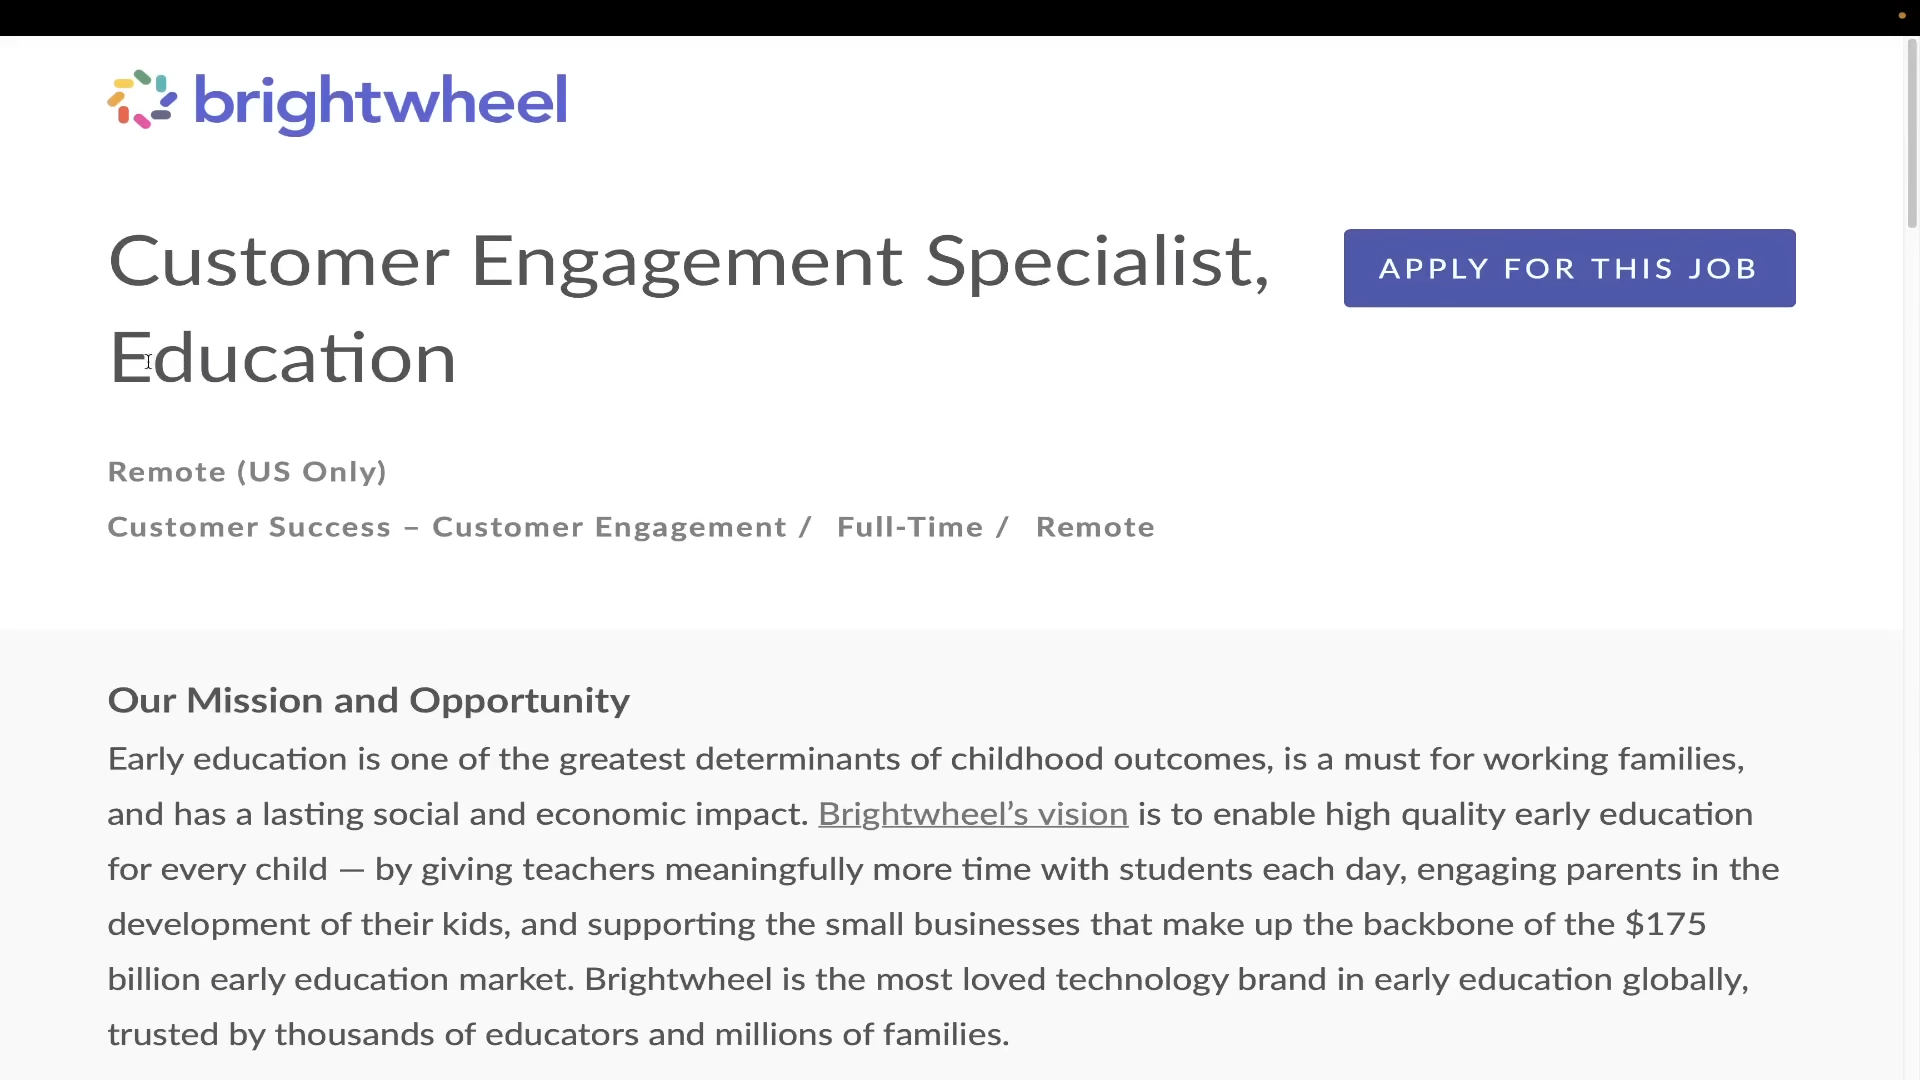 brightwheel
Customer Engagement Specialist,
Education
APPLY FOR THIS JOB
Remote (US Only)
Customer Success – Customer Engagement / Full-Time / Remote
Our Mission and Opportunity
Early education is one of the greatest determinants of childhood outcomes, is a must for working families,
and has a lasting social and economic impact. Brightwheel’s vision is to enable high quality early education
for every child — by giving teachers meaningfully more time with students each day, engaging parents in the
development of their kids, and supporting the small businesses that make up the backbone of the $175
billion early education market. Brightwheel is the most loved technology brand in early education globally,
trusted by thousands of educators and millions of families.